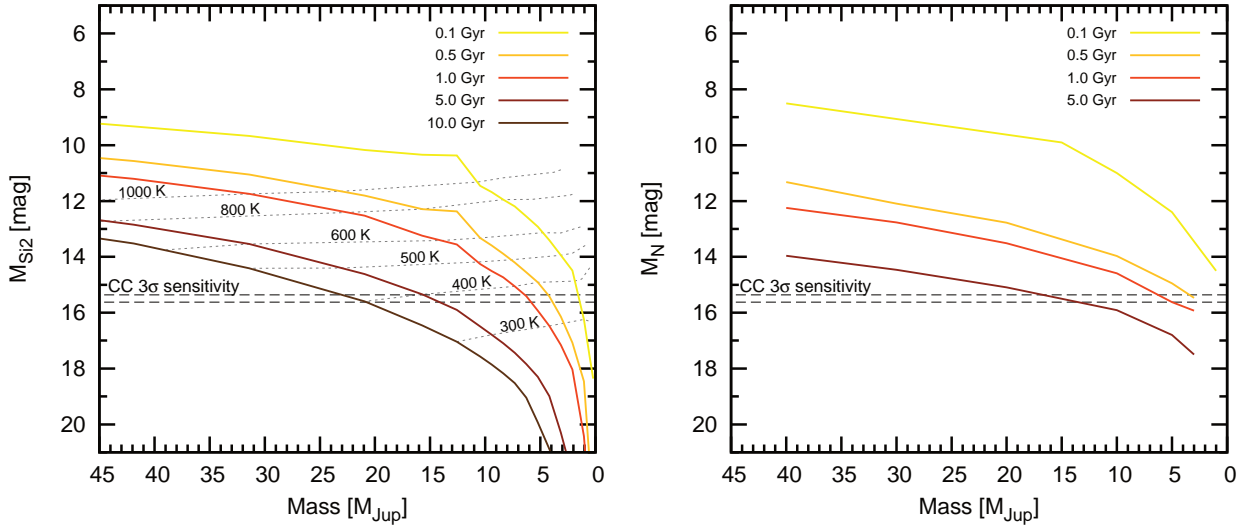 6
8
10
12
14
16
18
20
M_Si2 [mag]
0.1 Gyr
0.5 Gyr
1.0 Gyr
5.0 Gyr
10.0 Gyr
1000 K
800 K
600 K
500 K
400 K
300 K
CC 3σ sensitivity
45 40 35 30 25 20 15 10 5 0
Mass [M_Jup]
6
8
10
12
14
16
18
20
M_N [mag]
0.1 Gyr
0.5 Gyr
1.0 Gyr
5.0 Gyr
CC 3σ sensitivity
45 40 35 30 25 20 15 10 5 0
Mass [M_Jup]